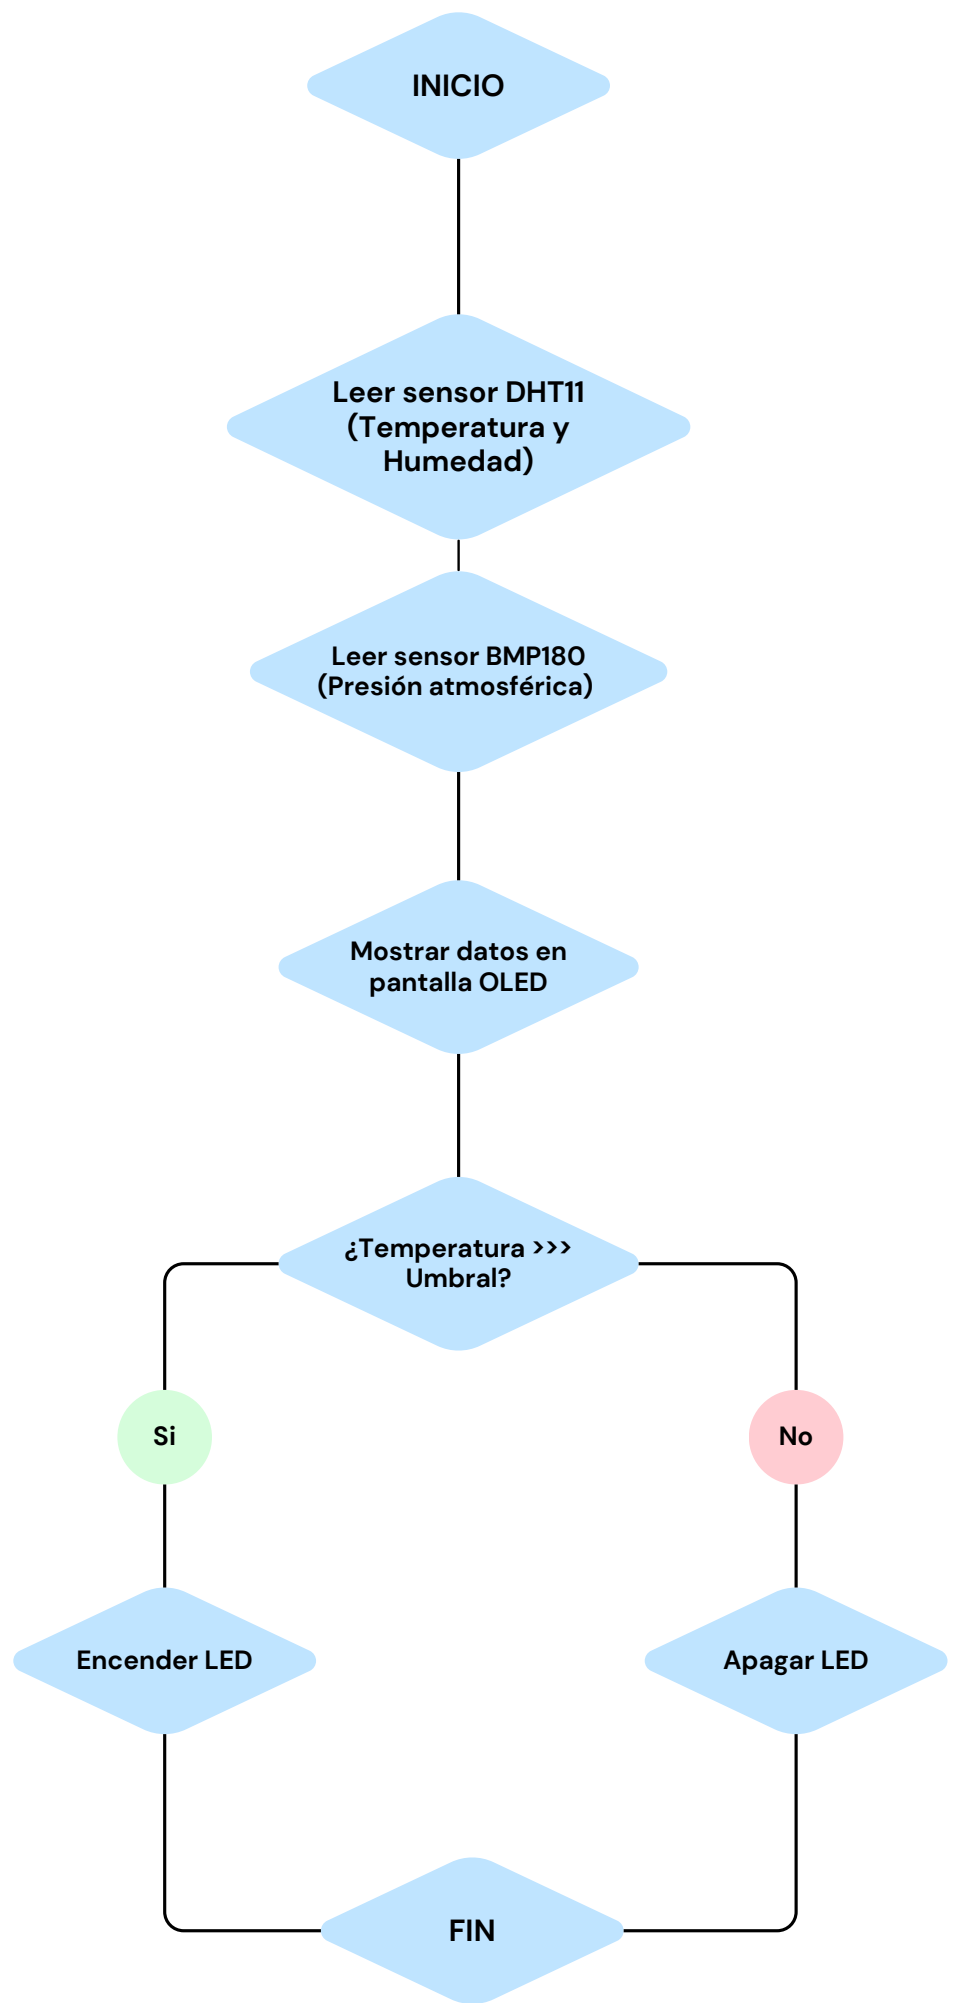 INICIO
Leer sensor DHT11
(Temperatura y
Humedad)
Leer sensor BMP180
(Presión atmosférica)
Mostrar datos en
pantalla OLED
¿Temperatura >>>
Umbral?
Si
No
Encender LED
Apagar LED
FIN